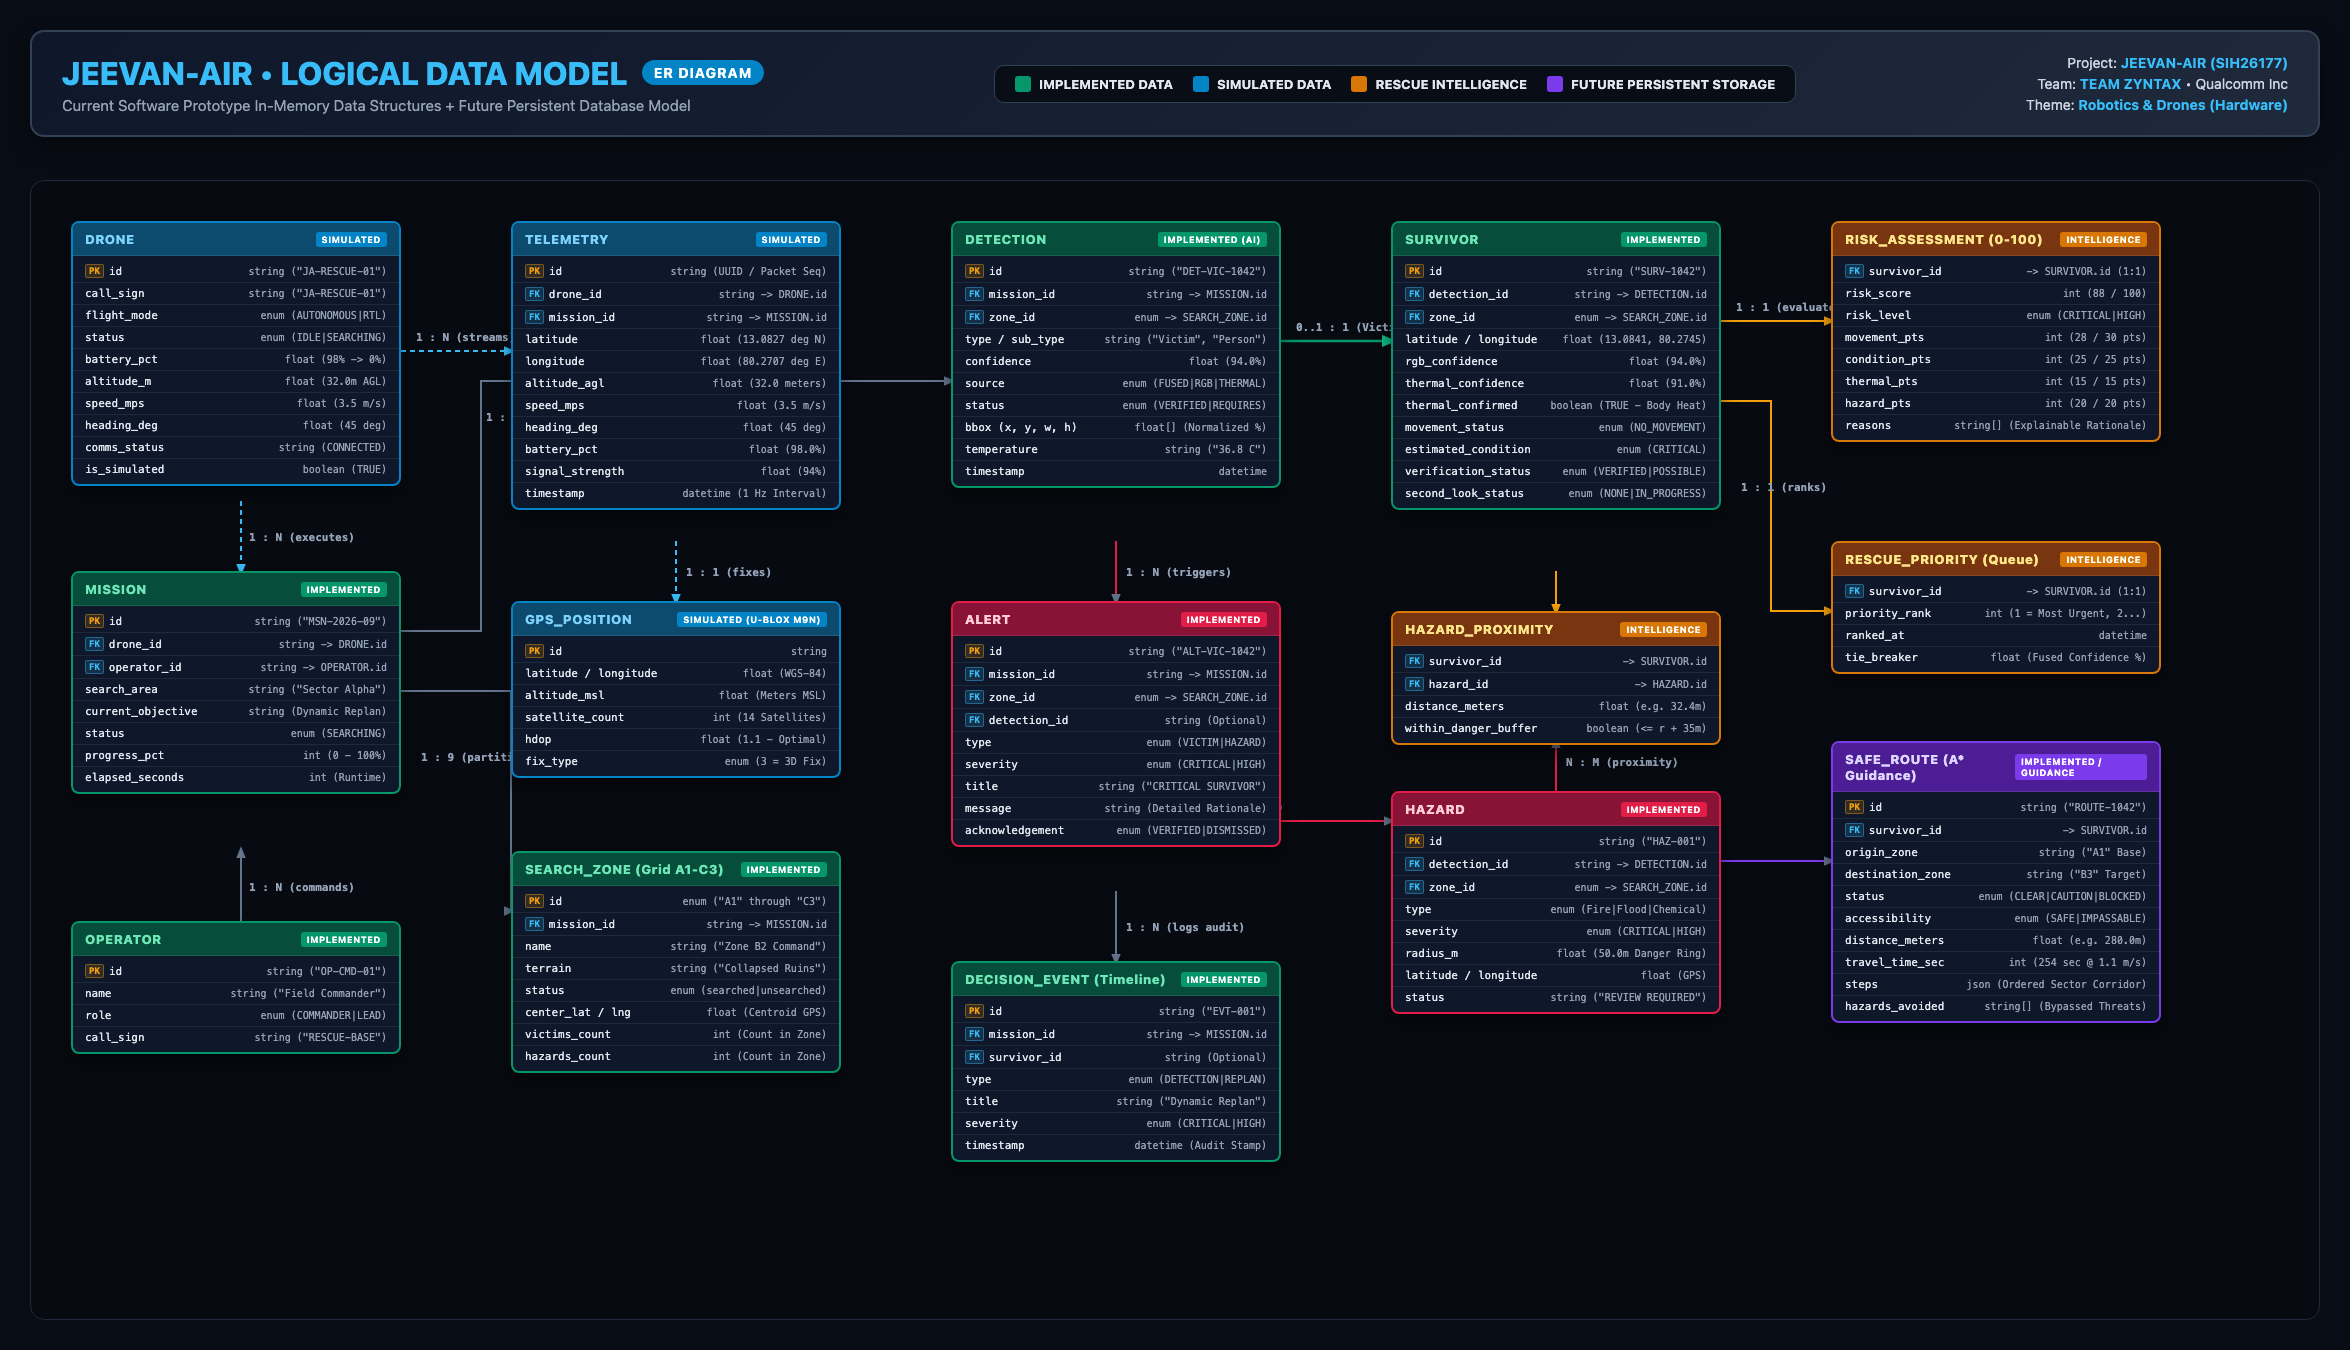 JEEVAN-AIR • LOGICAL DATA MODEL ER DIAGRAM
Current Software Prototype In-Memory Data Structures + Future Persistent Database Model
IMPLEMENTED DATA SIMULATED DATA RESCUE INTELLIGENCE FUTURE PERSISTENT STORAGE
Project: JEEVAN-AIR (SIH26177)
Team: TEAM ZYNTAX • Qualcomm Inc
Theme: Robotics & Drones (Hardware)
DRONE SIMULATED
PK id string ("JA-RESCUE-01")
call_sign string ("JA-RESCUE-01")
flight_mode enum (AUTONOMOUS|RTL)
status enum (IDLE|SEARCHING)
battery_pct float (98% -> 0%)
altitude_m float (32.0m AGL)
speed_mps float (3.5 m/s)
heading_deg float (45 deg)
comms_status string (CONNECTED)
is_simulated boolean (TRUE)
1 : N (executes)
MISSION IMPLEMENTED
PK id string ("MSN-2026-09")
FK drone_id string -> DRONE.id
FK operator_id string -> OPERATOR.id
search_area string ("Sector Alpha")
current_objective string (Dynamic Replan)
status enum (SEARCHING)
progress_pct int (0 - 100%)
elapsed_seconds int (Runtime)
1 : N (commands)
OPERATOR IMPLEMENTED
PK id string ("OP-CMD-01")
name string ("Field Commander")
role enum (COMMANDER|LEAD)
call_sign string ("RESCUE-BASE")
1 : N (streams
1 :
1 : 9 (partiti
TELEMETRY SIMULATED
PK id string (UUID / Packet Seq)
FK drone_id string -> DRONE.id
FK mission_id string -> MISSION.id
latitude float (13.0827 deg N)
longitude float (80.2707 deg E)
altitude_agl float (32.0 meters)
speed_mps float (3.5 m/s)
heading_deg float (45 deg)
battery_pct float (98.0%)
signal_strength float (94%)
timestamp datetime (1 Hz Interval)
1 : 1 (fixes)
GPS_POSITION SIMULATED (U-BLOX M9N)
PK id string
latitude / longitude float (WGS-84)
altitude_msl float (Meters MSL)
satellite_count int (14 Satellites)
hdop float (1.1 - Optimal)
fix_type enum (3 = 3D Fix)
SEARCH_ZONE (Grid A1-C3) IMPLEMENTED
PK id enum ("A1" through "C3")
FK mission_id string -> MISSION.id
name string ("Zone B2 Command")
terrain string ("Collapsed Ruins")
status enum (searched|unsearched)
center_lat / lng float (Centroid GPS)
victims_count int (Count in Zone)
hazards_count int (Count in Zone)
DETECTION IMPLEMENTED (AI)
PK id string ("DET-VIC-1042")
FK mission_id string -> MISSION.id
FK zone_id enum -> SEARCH_ZONE.id
type / sub_type string ("Victim", "Person")
confidence float (94.0%)
source enum (FUSED|RGB|THERMAL)
status enum (VERIFIED|REQUIRES)
bbox (x, y, w, h) float[] (Normalized %)
temperature string ("36.8 C")
timestamp datetime
1 : N (triggers)
ALERT IMPLEMENTED
PK id string ("ALT-VIC-1042")
FK mission_id string -> MISSION.id
FK zone_id enum -> SEARCH_ZONE.id
FK detection_id string (Optional)
type enum (VICTIM|HAZARD)
severity enum (CRITICAL|HIGH)
title string ("CRITICAL SURVIVOR")
message string (Detailed Rationale)
acknowledgement enum (VERIFIED|DISMISSED)
1 : N (logs audit)
DECISION_EVENT (Timeline) IMPLEMENTED
PK id string ("EVT-001")
FK mission_id string -> MISSION.id
FK survivor_id string (Optional)
type enum (DETECTION|REPLAN)
title string ("Dynamic Replan")
severity enum (CRITICAL|HIGH)
timestamp datetime (Audit Stamp)
0..1 : 1 (Victi
SURVIVOR IMPLEMENTED
PK id string ("SURV-1042")
FK detection_id string -> DETECTION.id
FK zone_id enum -> SEARCH_ZONE.id
latitude / longitude float (13.0841, 80.2745)
rgb_confidence float (94.0%)
thermal_confidence float (91.0%)
thermal_confirmed boolean (TRUE - Body Heat)
movement_status enum (NO_MOVEMENT)
estimated_condition enum (CRITICAL)
verification_status enum (VERIFIED|POSSIBLE)
second_look_status enum (NONE|IN_PROGRESS)
HAZARD_PROXIMITY INTELLIGENCE
FK survivor_id -> SURVIVOR.id
FK hazard_id -> HAZARD.id
distance_meters float (e.g. 32.4m)
within_danger_buffer boolean (<= r + 35m)
N : M (proximity)
HAZARD IMPLEMENTED
PK id string ("HAZ-001")
FK detection_id string -> DETECTION.id
FK zone_id enum -> SEARCH_ZONE.id
type enum (Fire|Flood|Chemical)
severity enum (CRITICAL|HIGH)
radius_m float (50.0m Danger Ring)
latitude / longitude float (GPS)
status string ("REVIEW REQUIRED")
1 : 1 (evaluate
1 : 1 (ranks)
RISK_ASSESSMENT (0-100) INTELLIGENCE
FK survivor_id -> SURVIVOR.id (1:1)
risk_score int (88 / 100)
risk_level enum (CRITICAL|HIGH)
movement_pts int (28 / 30 pts)
condition_pts int (25 / 25 pts)
thermal_pts int (15 / 15 pts)
hazard_pts int (20 / 20 pts)
reasons string[] (Explainable Rationale)
RESCUE_PRIORITY (Queue) INTELLIGENCE
FK survivor_id -> SURVIVOR.id (1:1)
priority_rank int (1 = Most Urgent, 2...)
ranked_at datetime
tie_breaker float (Fused Confidence %)
SAFE_ROUTE (A* IMPLEMENTED /
Guidance) GUIDANCE
PK id string ("ROUTE-1042")
FK survivor_id -> SURVIVOR.id
origin_zone string ("A1" Base)
destination_zone string ("B3" Target)
status enum (CLEAR|CAUTION|BLOCKED)
accessibility enum (SAFE|IMPASSABLE)
distance_meters float (e.g. 280.0m)
travel_time_sec int (254 sec @ 1.1 m/s)
steps json (Ordered Sector Corridor)
hazards_avoided string[] (Bypassed Threats)